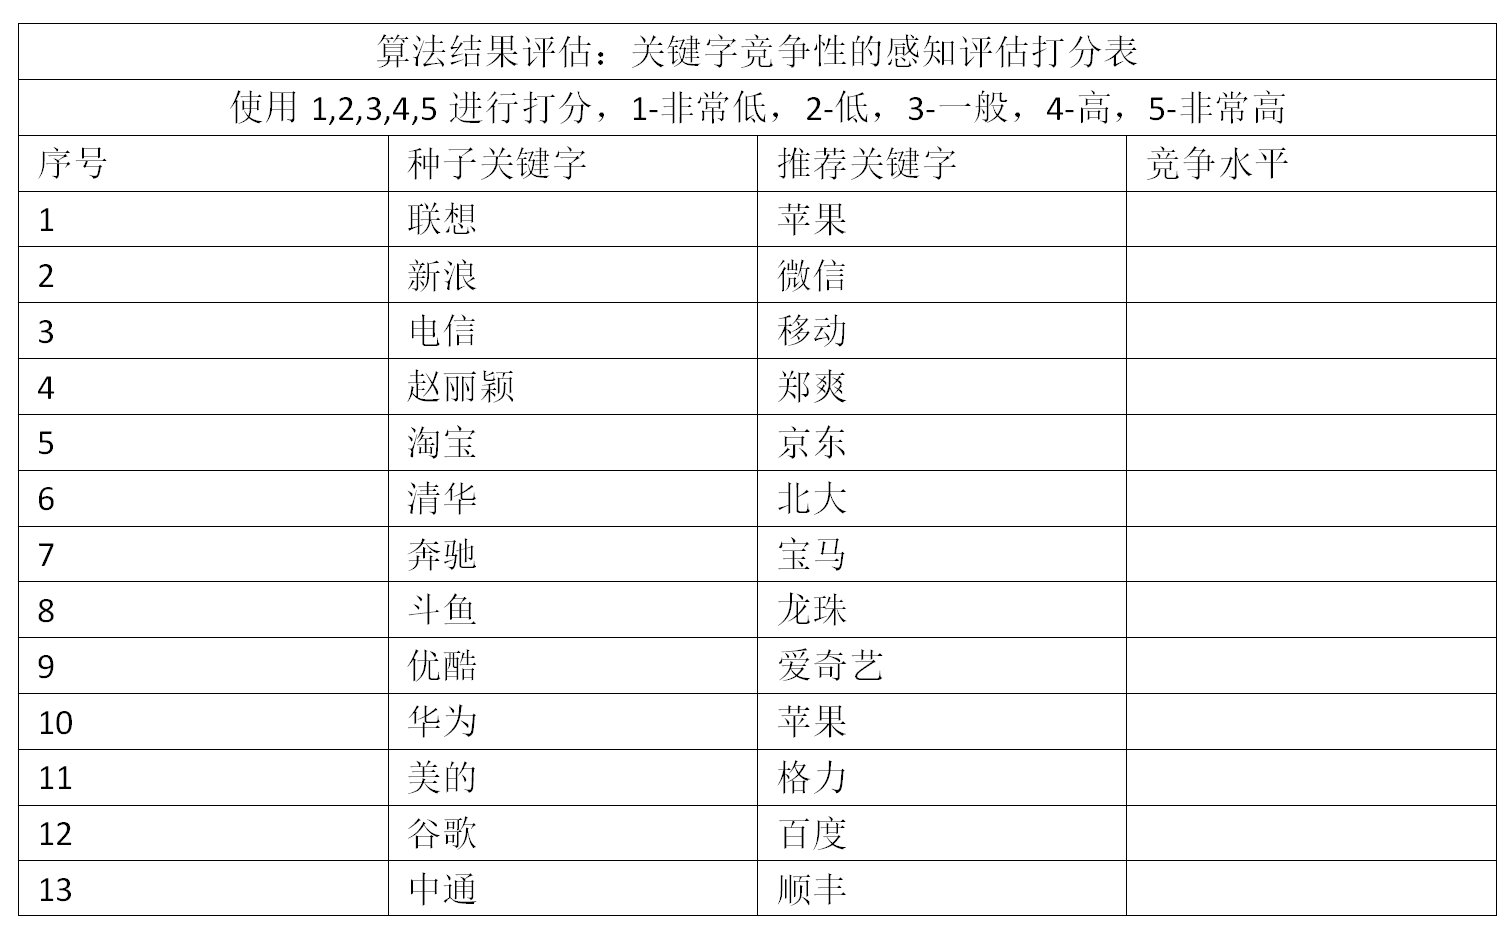 算法结果评估：关键字竞争性的感知评估打分表
使用 1,2,3,4,5 进行打分，1-非常低，2-低，3-一般，4-高，5-非常高
序号 种子关键字 推荐关键字 竞争水平
1 联想 苹果
2 新浪 微信
3 电信 移动
4 赵丽颖 郑爽
5 淘宝 京东
6 清华 北大
7 奔驰 宝马
8 斗鱼 龙珠
9 优酷 爱奇艺
10 华为 苹果
11 美的 格力
12 谷歌 百度
13 中通 顺丰